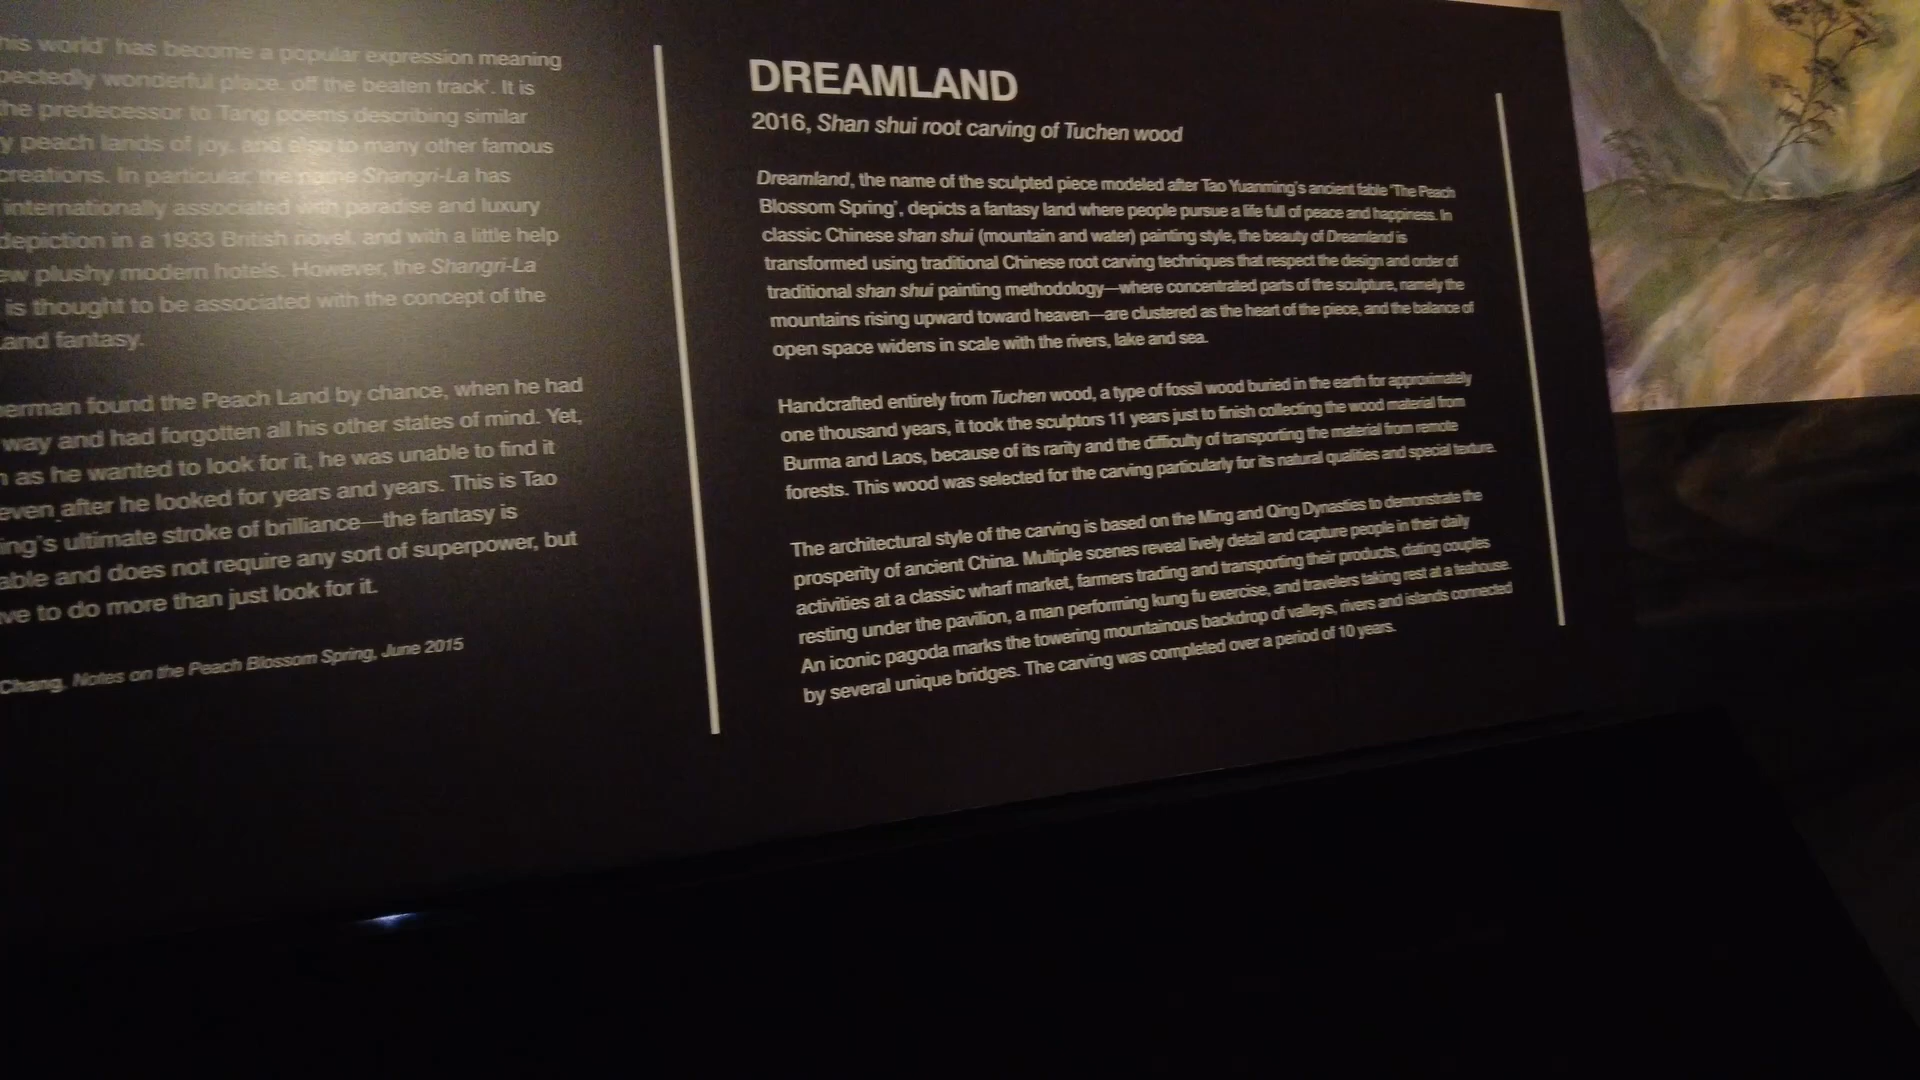 his world' has become a popular expression meaning
pectedly wonderful place, off the beaten track'. It is
the predecessor to Tang poems describing similar
y peach lands of joy, and also to many other famous
creations. In particular, the name Shangri-La has
internationally associated with paradise and luxury
depiction in a 1933 British novel, and with a little help
ew plushy modern hotels. However, the Shangri-La
is thought to be associated with the concept of the
and fantasy.
erman found the Peach Land by chance, when he had
way and had forgotten all his other states of mind. Yet,
n as he wanted to look for it, he was unable to find it
even after he looked for years and years. This is Tao
ing's ultimate stroke of brilliance—the fantasy is
able and does not require any sort of superpower, but
ve to do more than just look for it.
Chang, Notes on the Peach Blossom Spring, June 2015
DREAMLAND
2016, Shan shui root carving of Tuchen wood
Dreamland, the name of the sculpted piece modeled after Tao Yuanming's ancient fable 'The Peach
Blossom Spring', depicts a fantasy land where people pursue a life full of peace and happiness. In
classic Chinese shan shui (mountain and water) painting style, the beauty of Dreamland is
transformed using traditional Chinese root carving techniques that respect the design and order of
traditional shan shui painting methodology—where concentrated parts of the sculpture, namely the
mountains rising upward toward heaven—are clustered as the heart of the piece, and the balance of
open space widens in scale with the rivers, lake and sea.
Handcrafted entirely from Tuchen wood, a type of fossil wood buried in the earth for approximately
one thousand years, it took the sculptors 11 years just to finish collecting the wood material from
Burma and Laos, because of its rarity and the difficulty of transporting the material from remote
forests. This wood was selected for the carving particularly for its natural qualities and special texture.
The architectural style of the carving is based on the Ming and Qing Dynasties to demonstrate the
prosperity of ancient China. Multiple scenes reveal lively detail and capture people in their daily
activities at a classic wharf market, farmers trading and transporting their products, dating couples
resting under the pavilion, a man performing kung fu exercise, and travelers taking rest at a teahouse.
An iconic pagoda marks the towering mountainous backdrop of valleys, rivers and islands connected
by several unique bridges. The carving was completed over a period of 10 years.